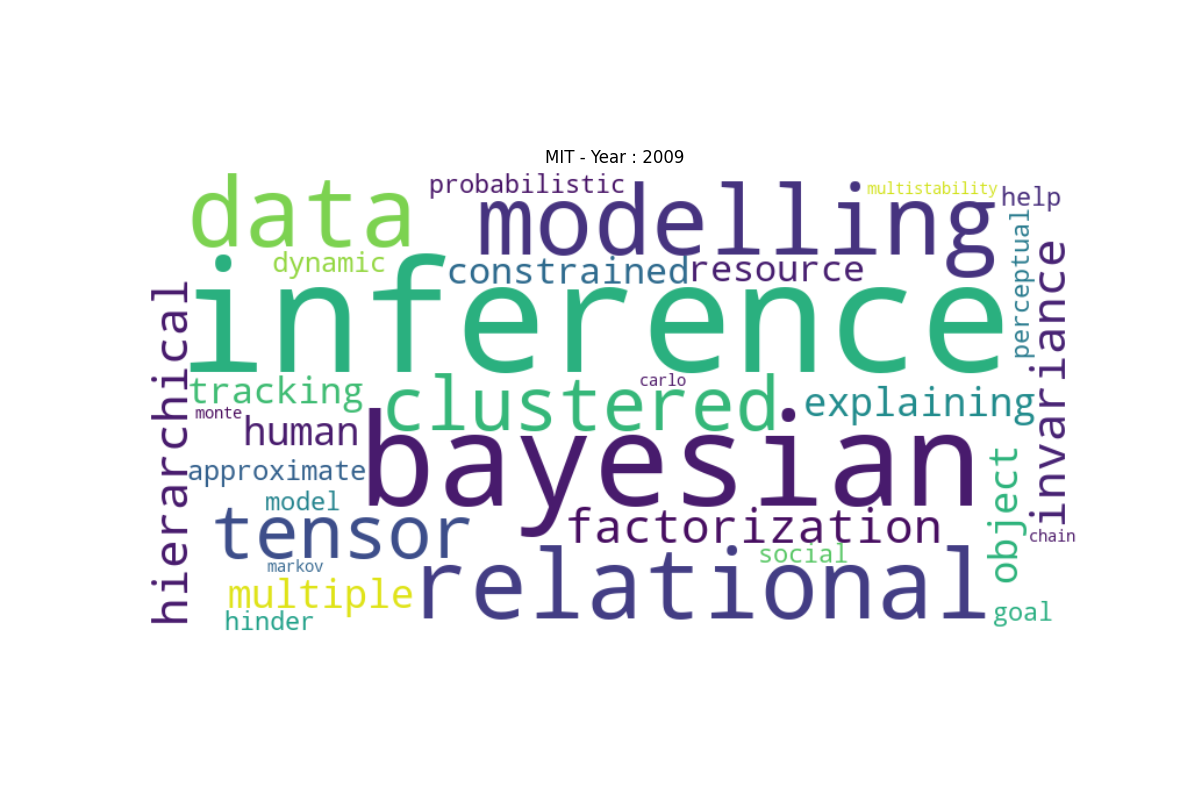 MIT - Year : 2009
data
probabilistic
modelling
multistability
help
dynamic
constrained
resource
perceptual
invariance
hierarchical
inference
tracking
clustered
carlo
explaining
monte
human
bayesian
approximate
object
model
tensor
factorization
chain
markov
social
multiple
relational
goal
hinder